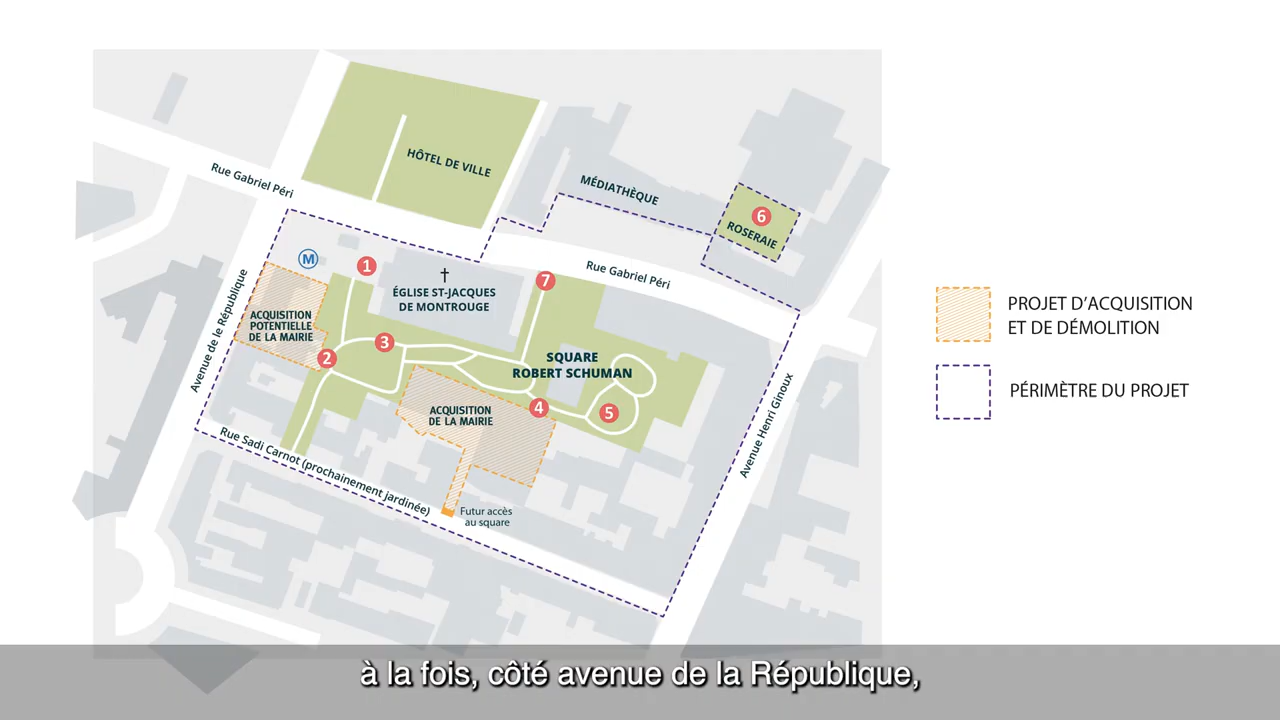 HÔTEL DE VILLE
Rue Gabriel Péri
MÉDIATHÈQUE
6
ROSERAIE
M
1
ÉGLISE ST-JACQUES
DE MONTROUGE
7
Rue Gabriel Péri
Avenue de le République
ACQUISITION
POTENTIELLE
DE LA MAIRIE
2
3
SQUARE
ROBERT SCHUMAN
ACQUISITION
DE LA MAIRIE
4
5
Avenue Henri Ginoux
Rue Sadi Carnot (prochainement jardinée)
Futur accès
au square
PROJET D'ACQUISITION
ET DE DÉMOLITION
PÉRIMÈTRE DU PROJET
à la fois, côté avenue de la République,